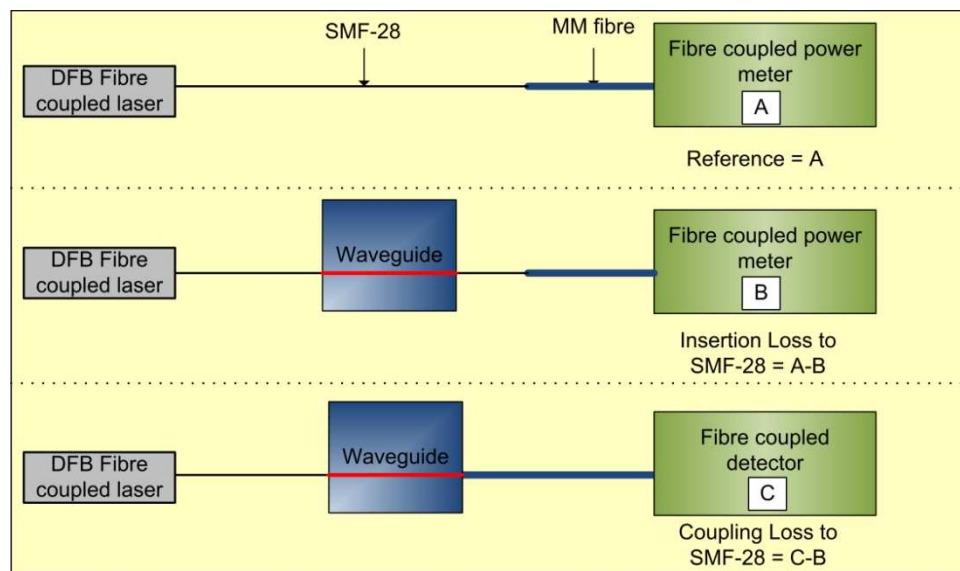 SMF-28
MM fibre
DFB Fibre
coupled laser
Fibre coupled power
meter
A
Reference = A
DFB Fibre
coupled laser
Waveguide
Fibre coupled power
meter
B
Insertion Loss to
SMF-28 = A-B
DFB Fibre
coupled laser
Waveguide
Fibre coupled
detector
C
Coupling Loss to
SMF-28 = C-B